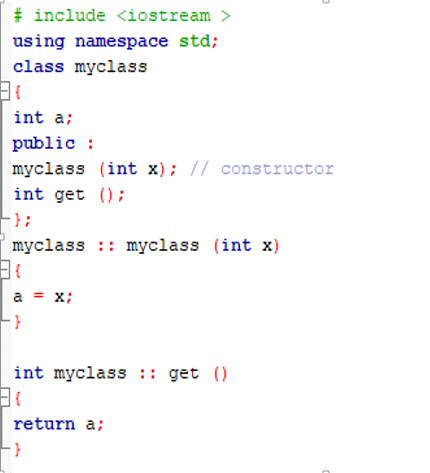 # include <iostream >
using namespace std;
class myclass
{
int a;
public :
myclass (int x); // constructor
int get ();
};
myclass :: myclass (int x)
{
a = x;
}
int myclass :: get ()
{
return a;
}